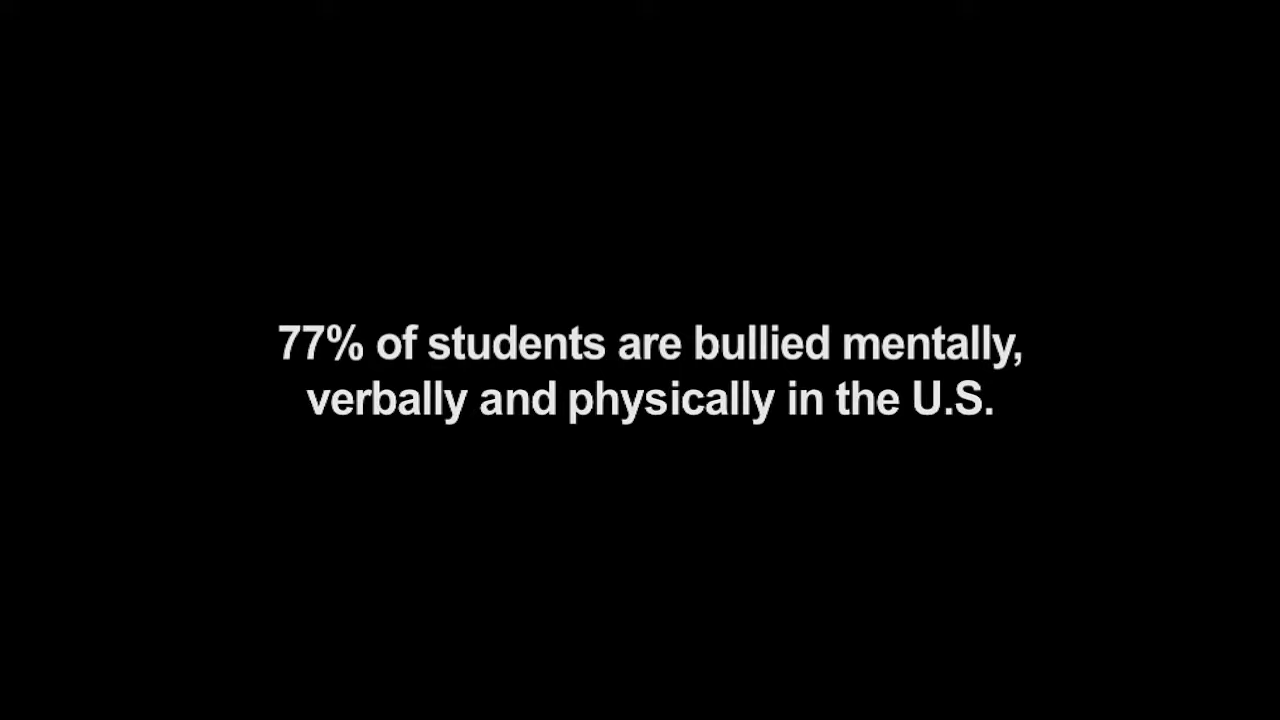 77% of students are bullied mentally,
verbally and physically in the U.S.